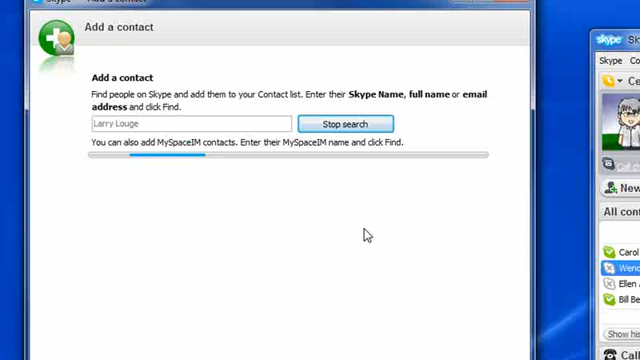 Add a contact
Add a contact
Find people on Skype and add them to your Contact list. Enter their Skype Name, full name or email
address and click Find.
Larry Louge
Stop search
You can also add MySpaceIM contacts. Enter their MySpaceIM name and click Find.
skype
Skype
New
All con
Carol
Wend
Ellen
Bill Be
Show his
Call